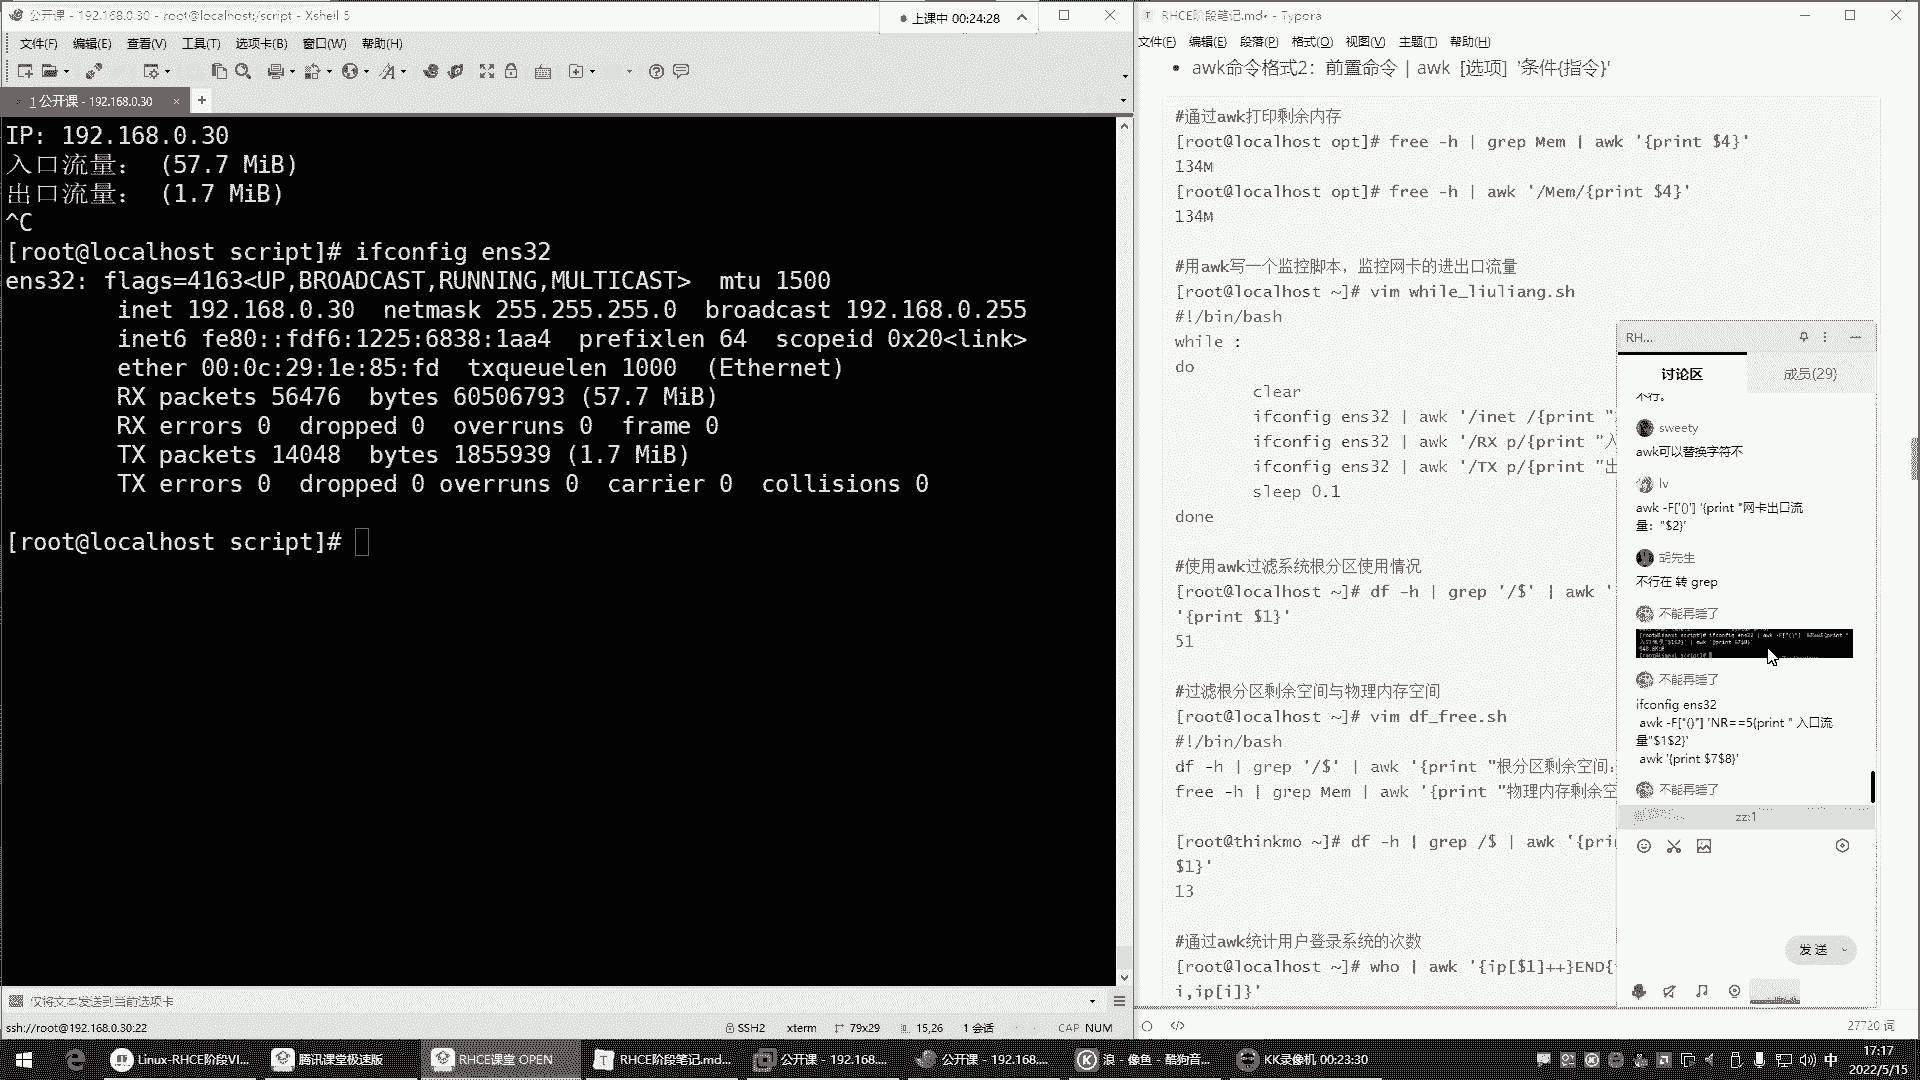 公开课 - 192.168.0.30 - root@localhost:/script - Xshell 5
上课中 00:24:28
文件(F) 编辑(E) 查看(V) 工具(T) 选项卡(B) 窗口(W) 帮助(H)
1 公开课 - 192.168.0.30
IP: 192.168.0.30
入口流量： (57.7 MiB)
出口流量： (1.7 MiB)
^C
[root@localhost script]# ifconfig ens32
ens32: flags=4163<UP,BROADCAST,RUNNING,MULTICAST>  mtu 1500
inet 192.168.0.30  netmask 255.255.255.0  broadcast 192.168.0.255
inet6 fe80::fdf6:1225:6838:1aa4  prefixlen 64  scopeid 0x20<link>
ether 00:0c:29:1e:85:fd  txqueuelen 1000  (Ethernet)
RX packets 56476  bytes 60506793 (57.7 MiB)
RX errors 0  dropped 0  overruns 0  frame 0
TX packets 14048  bytes 1855939 (1.7 MiB)
TX errors 0  dropped 0 overruns 0  carrier 0  collisions 0
[root@localhost script]#
仅将文本发送到当前选项卡
ssh://root@192.168.0.30:22 SSH2 xterm 79x29 15,26 1 会话 CAP NUM
RHCE阶段笔记.md• - Typora
文件(F) 编辑(E) 段落(P) 格式(O) 视图(V) 主题(T) 帮助(H)
• awk命令格式2：前置命令 | awk [选项] '条件{指令}'
#通过awk打印剩余内存
[root@localhost opt]# free -h | grep Mem | awk '{print $4}'
134M
[root@localhost opt]# free -h | awk '/Mem/{print $4}'
134M
#用awk写一个监控脚本，监控网卡的进出口流量
[root@localhost ~]# vim while_liuliang.sh
#!/bin/bash
while :
do
clear
ifconfig ens32 | awk '/inet /{print "
ifconfig ens32 | awk '/RX p/{print "入
ifconfig ens32 | awk '/TX p/{print "出
sleep 0.1
done
#使用awk过滤系统根分区使用情况
[root@localhost ~]# df -h | grep '/$' | awk '
'{print $1}'
51
#过滤根分区剩余空间与物理内存空间
[root@localhost ~]# vim df_free.sh
#!/bin/bash
df -h | grep '/$' | awk '{print "根分区剩余空间：
free -h | grep Mem | awk '{print "物理内存剩余空
[root@thinkmo ~]# df -h | grep /$ | awk '{pri
$1}'
13
#通过awk统计用户登录系统的次数
[root@localhost ~]# who | awk '{ip[$1]++}END{
i,ip[i]}'
27720 词
RH...
讨论区 成员(29)
不行。
sweety
awk可以替换字符不
lv
awk -F['()'] '{print "网卡出口流
量："$2}'
胡先生
不行在 转 grep
不能再睡了
不能再睡了
ifconfig ens32
awk -F["()"] 'NR==5{print " 入口流
量"$1$2}'
awk '{print $7$8}'
不能再睡了
zz:1
发送
Linux-RHCE阶段VI... 腾讯课堂极速版 RHCE课堂 OPEN RHCE阶段笔记.md... 公开课 - 192.168.... 公开课 - 192.168.... 浪 - 像鱼 - 酷狗音... KK录像机 00:23:30 中
17:17
2022/5/15